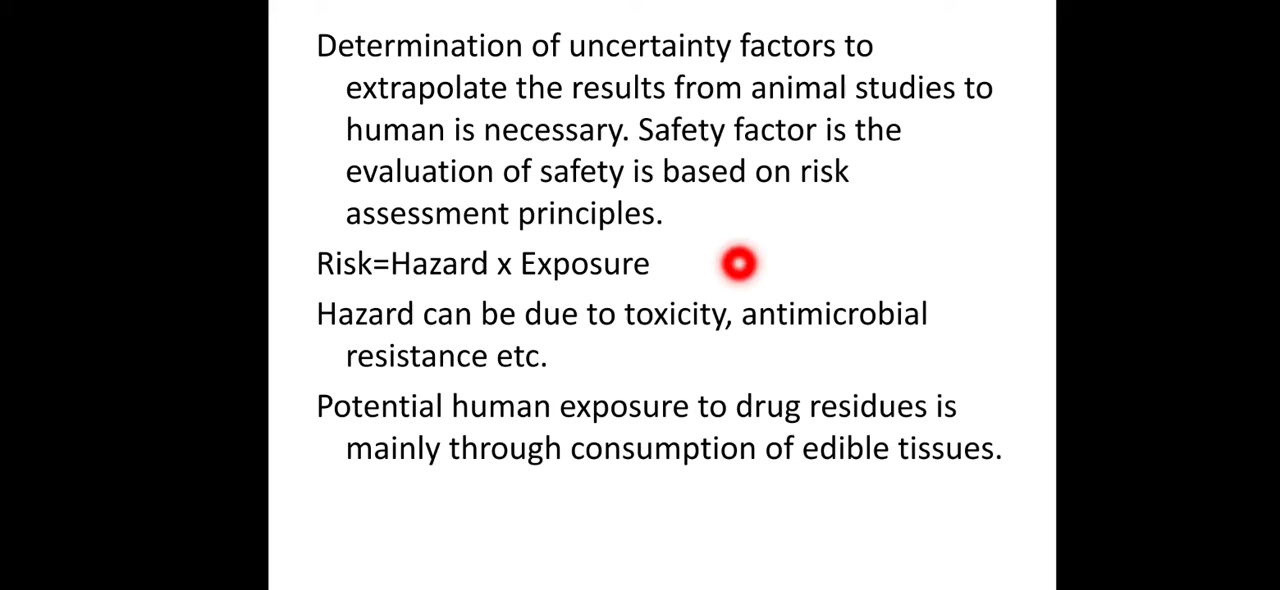 Determination of uncertainty factors to
extrapolate the results from animal studies to
human is necessary. Safety factor is the
evaluation of safety is based on risk
assessment principles.
Risk=Hazard x Exposure
Hazard can be due to toxicity, antimicrobial
resistance etc.
Potential human exposure to drug residues is
mainly through consumption of edible tissues.